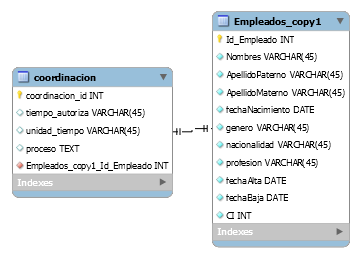 coordinacion
coordinacion_id INT
tiempo_autoriza VARCHAR(45)
unidad_tiempo VARCHAR(45)
proceso TEXT
Empleados_copy1_Id_Empleado INT
Indexes
Empleados_copy1
Id_Empleado INT
Nombres VARCHAR(45)
ApellidoPaterno VARCHAR(45)
ApellidoMaterno VARCHAR(45)
fechaNacimiento DATE
genero VARCHAR(45)
nacionalidad VARCHAR(45)
profesion VARCHAR(45)
fechaAlta DATE
fechaBaja DATE
CI INT
Indexes